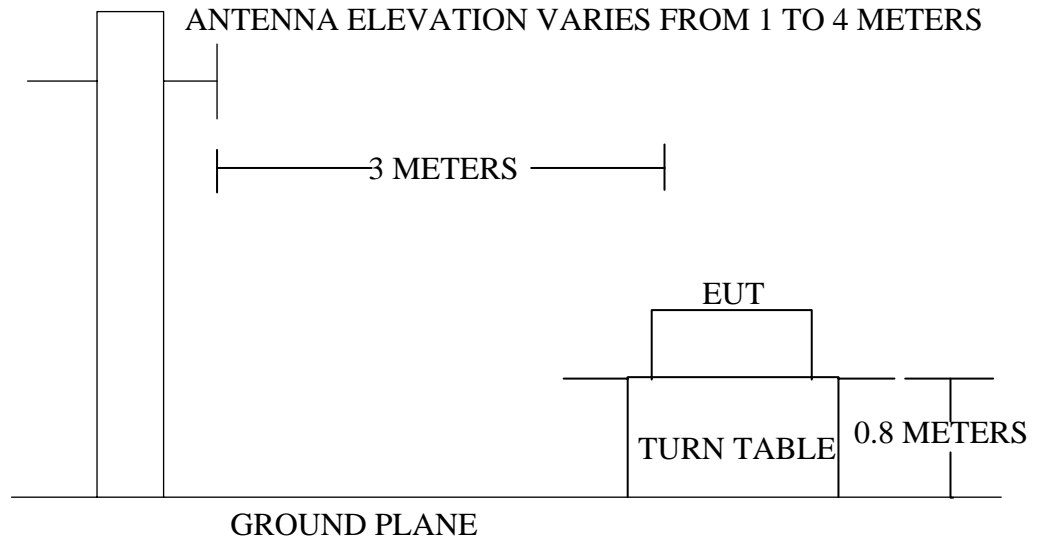 ANTENNA ELEVATION VARIES FROM 1 TO 4 METERS
3 METERS
EUT
0.8 METERS
TURN TABLE
GROUND PLANE